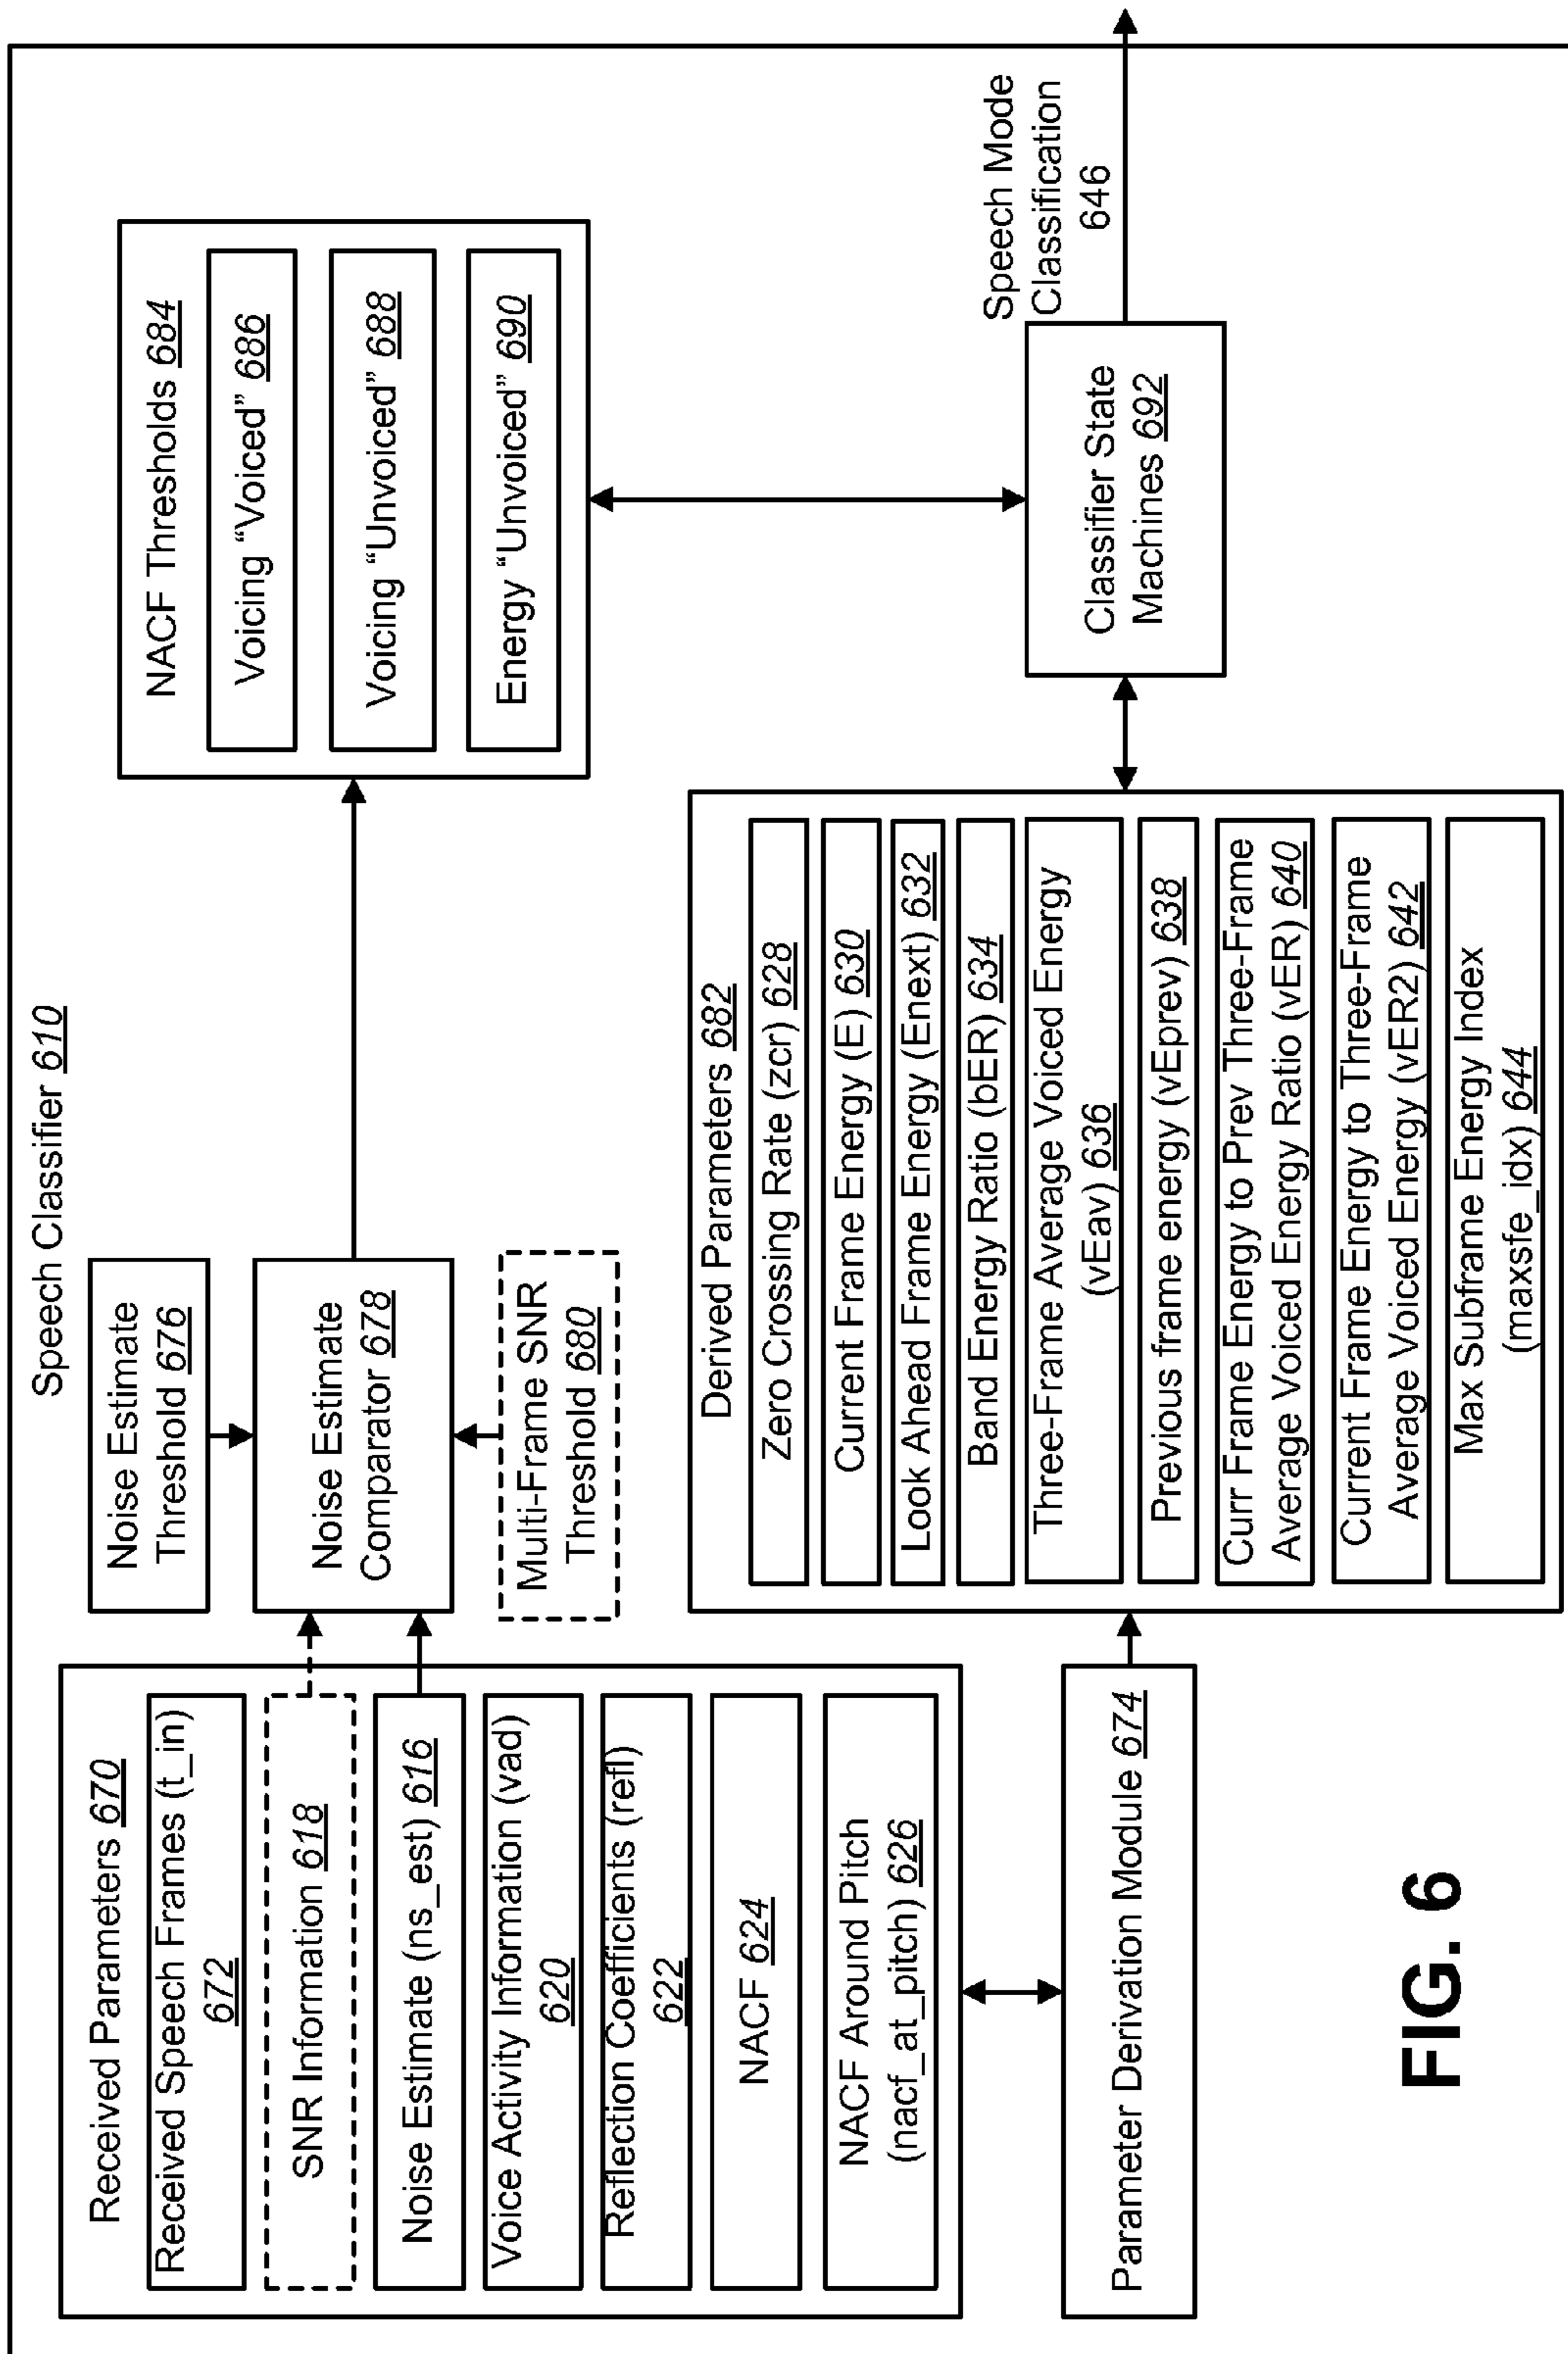 Speech Classifier 610
Received Parameters 670
Received Speech Frames (t_in)
672
SNR Information 618
Noise Estimate (ns_est) 616
Voice Activity Information (vad)
620
Reflection Coefficients (refl)
622
NACF 624
NACF Around Pitch
(nacf_at_pitch) 626
Parameter Derivation Module 674
Noise Estimate
Threshold 676
Noise Estimate
Comparator 678
Multi-Frame SNR
Threshold 680
Derived Parameters 682
Zero Crossing Rate (zcr) 628
Current Frame Energy (E) 630
Look Ahead Frame Energy (Enext) 632
Band Energy Ratio (bER) 634
Three-Frame Average Voiced Energy
(vEav) 636
Previous frame energy (vEprev) 638
Curr Frame Energy to Prev Three-Frame
Average Voiced Energy Ratio (vER) 640
Current Frame Energy to Three-Frame
Average Voiced Energy (vER2) 642
Max Subframe Energy Index
(maxsfe_idx) 644
NACF Thresholds 684
Voicing “Voiced” 686
Voicing “Unvoiced” 688
Energy “Unvoiced” 690
Classifier State
Machines 692
Speech Mode
Classification
646
FIG. 6